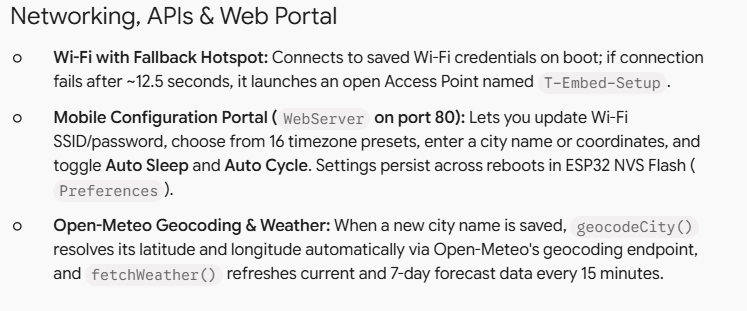 Networking, APIs & Web Portal
○ Wi-Fi with Fallback Hotspot: Connects to saved Wi-Fi credentials on boot; if connection
fails after ~12.5 seconds, it launches an open Access Point named T-Embed-Setup .
○ Mobile Configuration Portal ( WebServer on port 80): Lets you update Wi-Fi
SSID/password, choose from 16 timezone presets, enter a city name or coordinates, and
toggle Auto Sleep and Auto Cycle. Settings persist across reboots in ESP32 NVS Flash (
Preferences ).
○ Open-Meteo Geocoding & Weather: When a new city name is saved, geocodeCity()
resolves its latitude and longitude automatically via Open-Meteo's geocoding endpoint,
and fetchWeather() refreshes current and 7-day forecast data every 15 minutes.